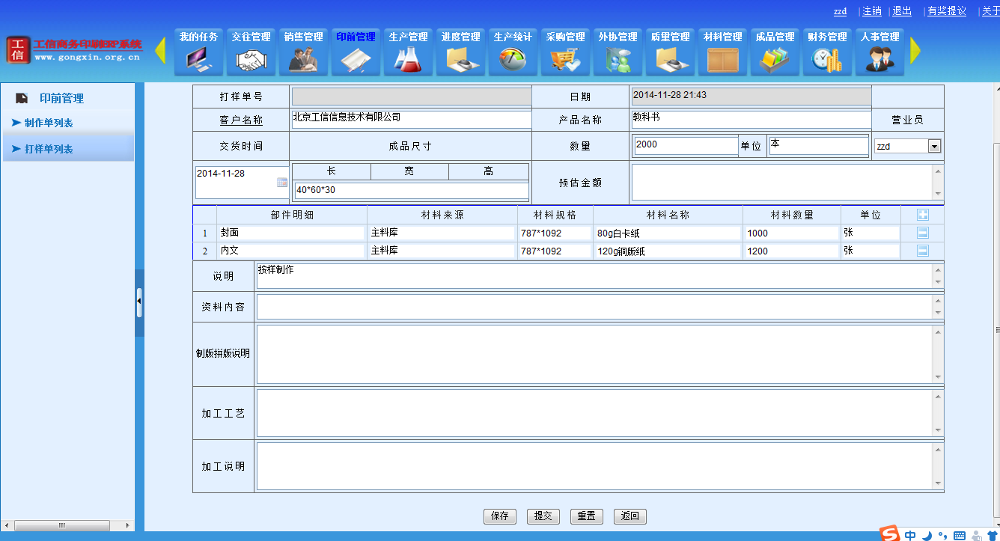 zzd | 注销 | 退出 | 有奖提议 | 关于
工信 工信商务印刷ERP系统
www.gongxin.org.cn
我的任务 交往管理 销售管理 印前管理 生产管理 进度管理 生产统计 采购管理 外协管理 质量管理 材料管理 成品管理 财务管理 人事管理
印前管理
制作单列表
打样单列表
打样单号 日期 2014-11-28 21:43
客户名称 北京工信信息技术有限公司 产品名称 教科书 营业员
交货时间 成品尺寸 数量 2000 单位 本 zzd
2014-11-28 长 宽 高 预估金额
40*60*30
部件明细 材料来源 材料规格 材料名称 材料数量 单位
1 封面 主料库 787*1092 80g白卡纸 1000 张
2 内文 主料库 787*1092 120g铜版纸 1200 张
说明 按样制作
资料内容
制版拼版说明
加工工艺
加工说明
保存 提交 重置 返回
S 中